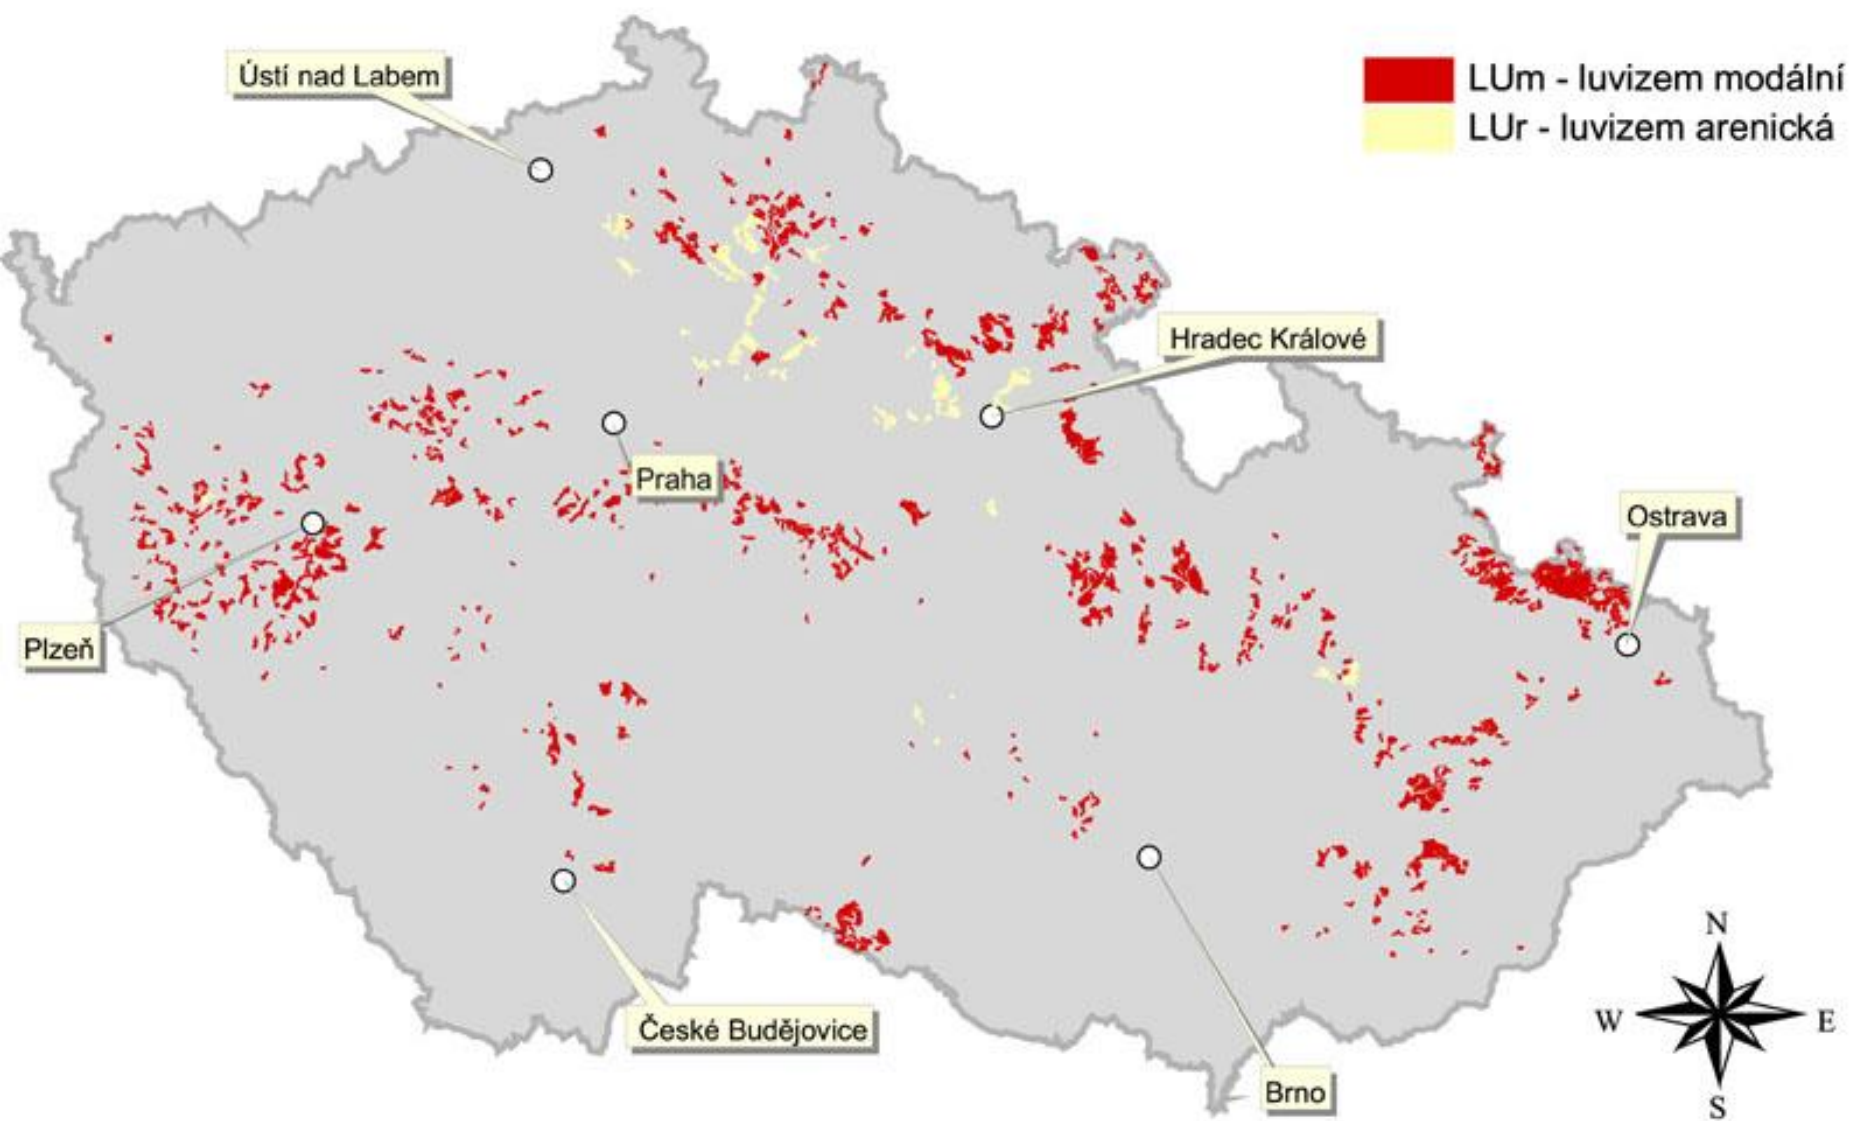 Ústí nad Labem
LUm - luvizem modální
LUr - luvizem arenická
Hradec Králové
Praha
Ostrava
Plzeň
České Budějovice
Brno
N
W
E
S